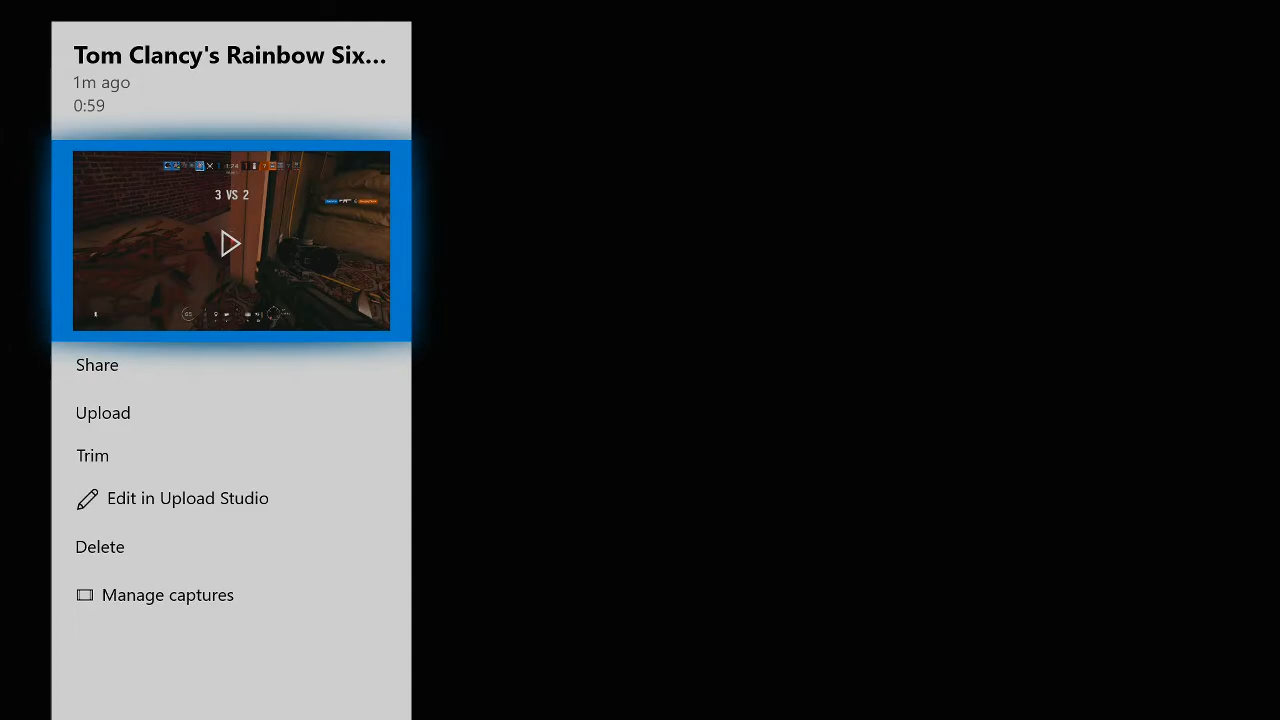 Tom Clancy's Rainbow Six...
1m ago
0:59
3 VS 2
Share
Upload
Trim
Edit in Upload Studio
Delete
Manage captures